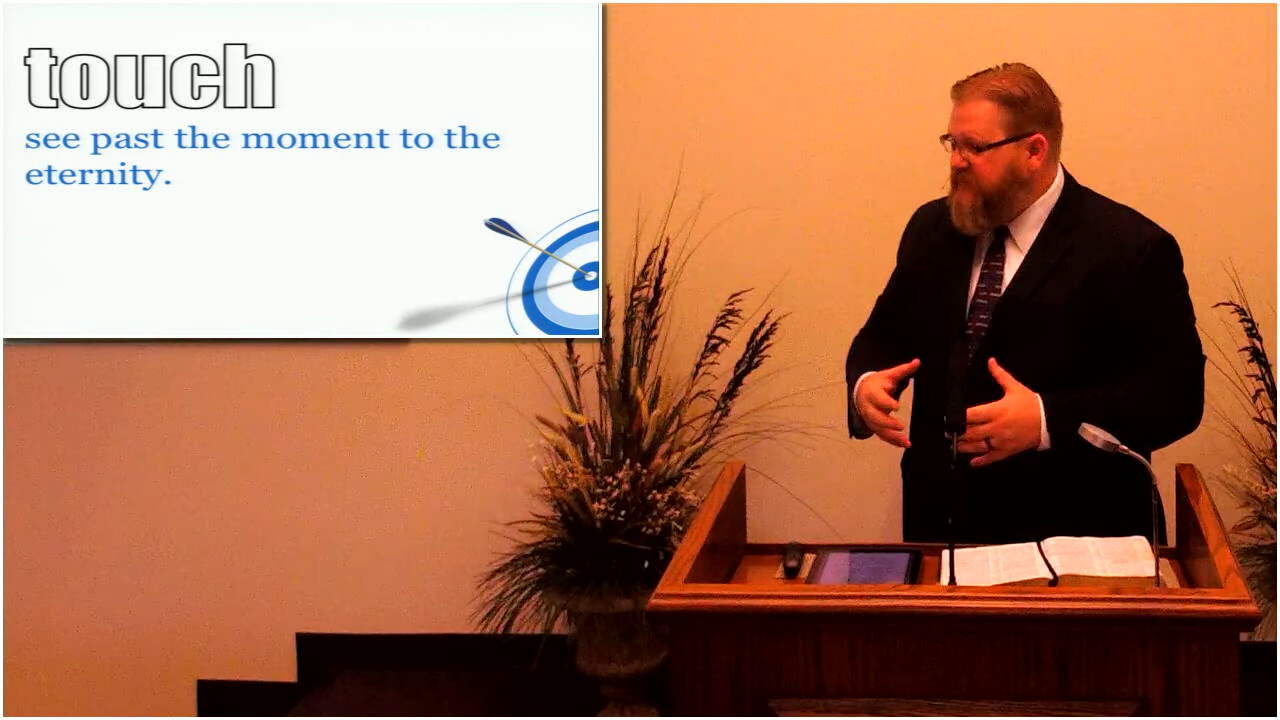 touch
see past the moment to the
eternity.